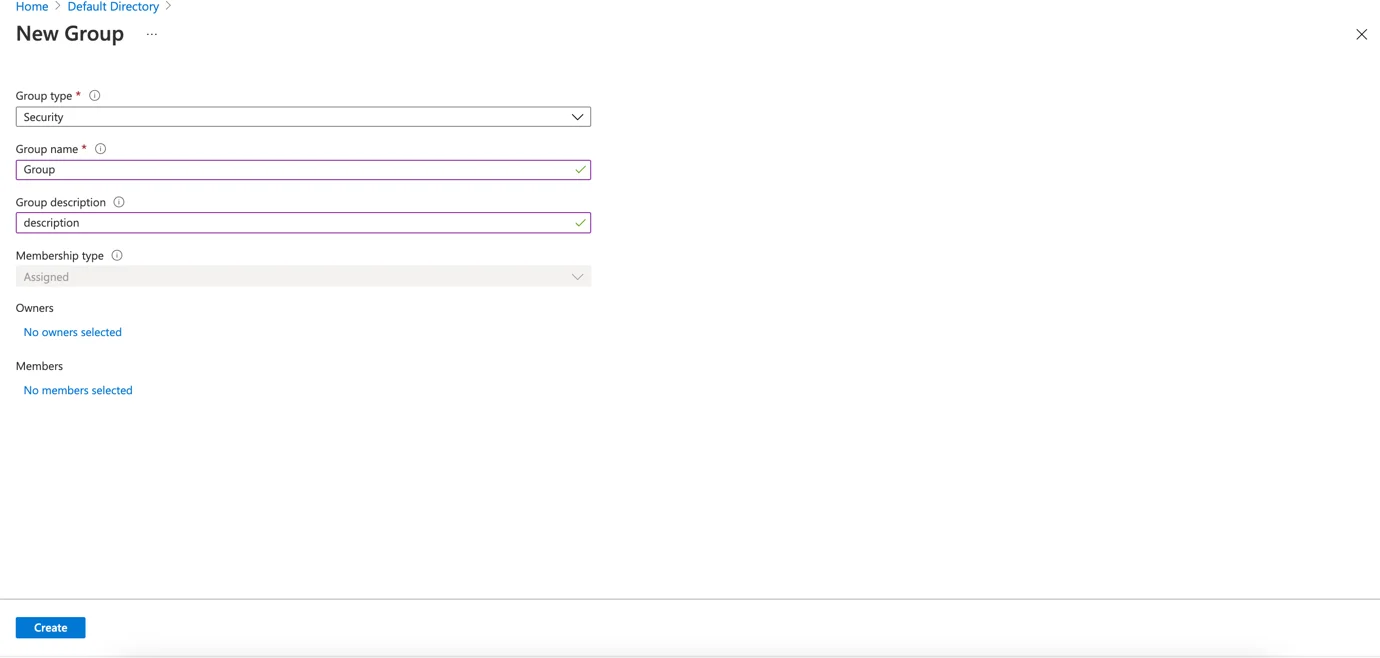 Home > Default Directory >
New Group ...
Group type *
Security
Group name *
Group
Group description
description
Membership type
Assigned
Owners
No owners selected
Members
No members selected
Create